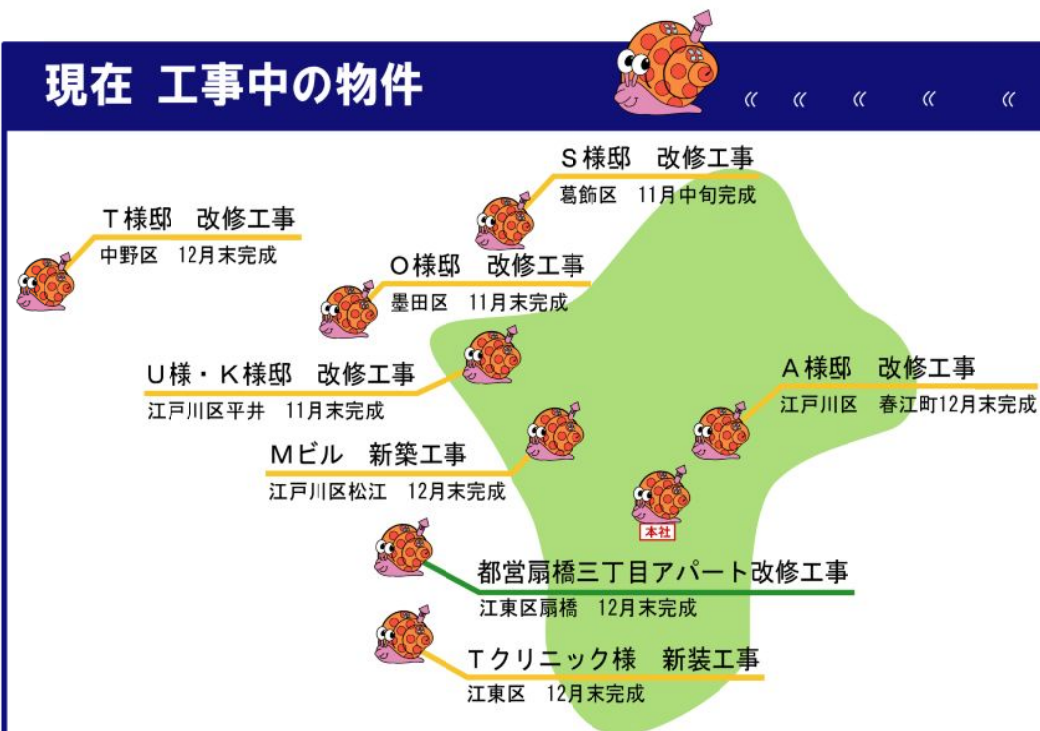 現在 工事中の物件
« « « « «
S様邸 改修工事
葛飾区 11月中旬完成
T様邸 改修工事
中野区 12月末完成
O様邸 改修工事
墨田区 11月末完成
U様・K様邸 改修工事
江戸川区平井 11月末完成
A様邸 改修工事
江戸川区 春江町12月末完成
Mビル 新築工事
江戸川区松江 12月末完成
本社
都営扇橋三丁目アパート改修工事
江東区扇橋 12月末完成
Tクリニック様 新装工事
江東区 12月末完成